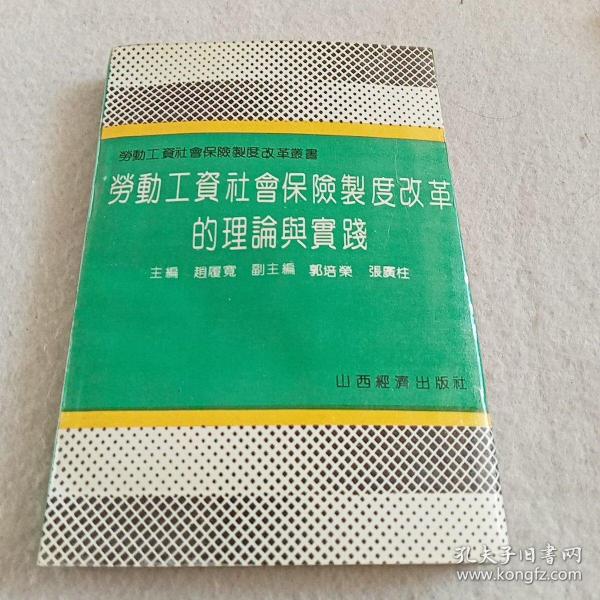 勞動工資社會保險製度改革叢書
勞動工資社會保險製度改革
的理論與實踐
主編 趙履寬 副主編 郭培榮 張廣柱
山西經濟出版社
孔夫子旧书网
www.kongfz.com